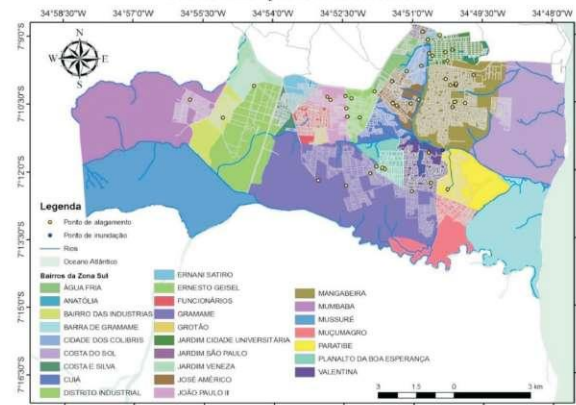 34°58'30"W 34°57'0"W 34°55'30"W 34°54'0"W 34°52'30"W 34°51'0"W 34°49'30"W 34°48'0"W
7°9'0"S
N
W E
S
7°10'30"S
7°12'0"S
7°13'30"S
7°15'0"S
7°16'30"S
Legenda
Ponto de alagamento
Ponto de inundação
Rios
Oceano Atlântico
Bairros da Zona Sul
ÁGUA FRIA
ANATÓLIA
BAIRRO DAS INDUSTRIAS
BARRA DE GRAMAME
CIDADE DOS COLIBRIS
COSTA DO SOL
COSTA E SILVA
CUIÁ
DISTRITO INDUSTRIAL
ERNANI SATIRO
ERNESTO GEISEL
FUNCIONÁRIOS
GRAMAME
GROTÃO
JARDIM CIDADE UNIVERSITÁRIA
JARDIM SÃO PAULO
JARDIM VENEZA
JOSÉ AMÉRICO
JOÃO PAULO II
MANGABEIRA
MUMBABA
MUSSURÉ
MUÇUMAGRO
PARATIBE
PLANALTO DA BOA ESPERANÇA
VALENTINA
3 1.5 0 3 km